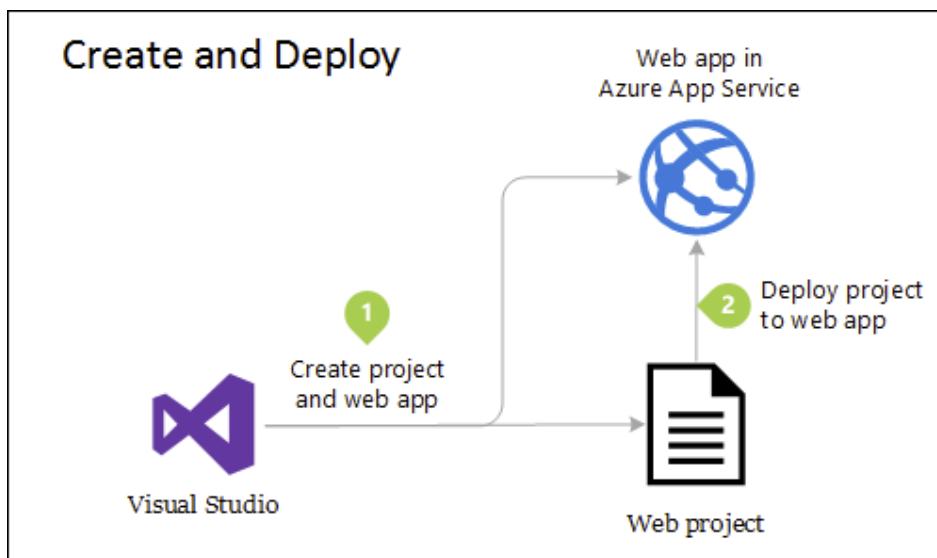 Create and Deploy
Web app in
Azure App Service
1
Create project
and web app
2
Deploy project
to web app
Visual Studio
Web project